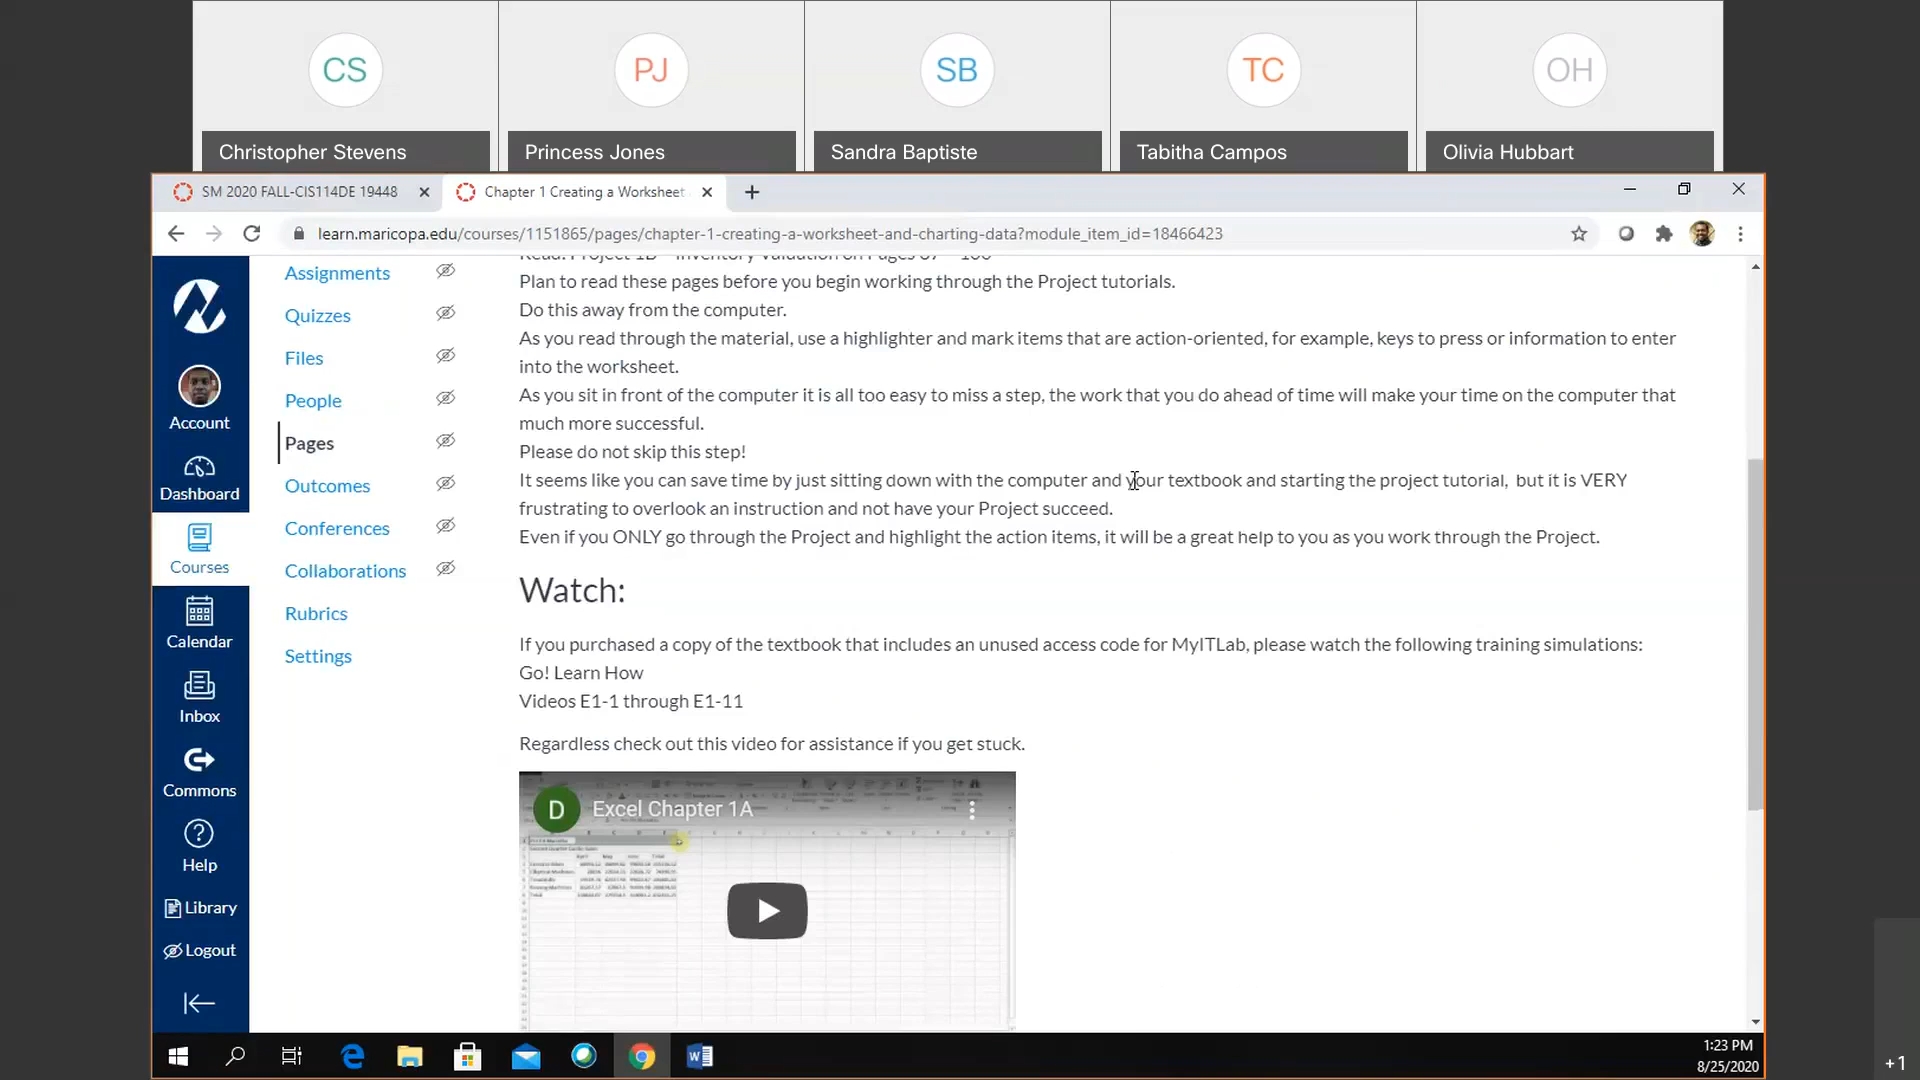 CS
PJ
SB
TC
OH
Christopher Stevens
Princess Jones
Sandra Baptiste
Tabitha Campos
Olivia Hubbart
SM 2020 FALL-CIS114DE 19448
Chapter 1 Creating a Worksheet
learn.maricopa.edu/courses/1151865/pages/chapter-1-creating-a-worksheet-and-charting-data?module_item_id=18466423
Account
Dashboard
Courses
Calendar
Inbox
Commons
Help
Library
Logout
Assignments
Quizzes
Files
People
Pages
Outcomes
Conferences
Collaborations
Rubrics
Settings
Plan to read these pages before you begin working through the Project tutorials.
Do this away from the computer.
As you read through the material, use a highlighter and mark items that are action-oriented, for example, keys to press or information to enter
into the worksheet.
As you sit in front of the computer it is all too easy to miss a step, the work that you do ahead of time will make your time on the computer that
much more successful.
Please do not skip this step!
It seems like you can save time by just sitting down with the computer and your textbook and starting the project tutorial, but it is VERY
frustrating to overlook an instruction and not have your Project succeed.
Even if you ONLY go through the Project and highlight the action items, it will be a great help to you as you work through the Project.
Watch:
If you purchased a copy of the textbook that includes an unused access code for MyITLab, please watch the following training simulations:
Go! Learn How
Videos E1-1 through E1-11
Regardless check out this video for assistance if you get stuck.
D
Excel Chapter 1A
1:23 PM
8/25/2020
+1